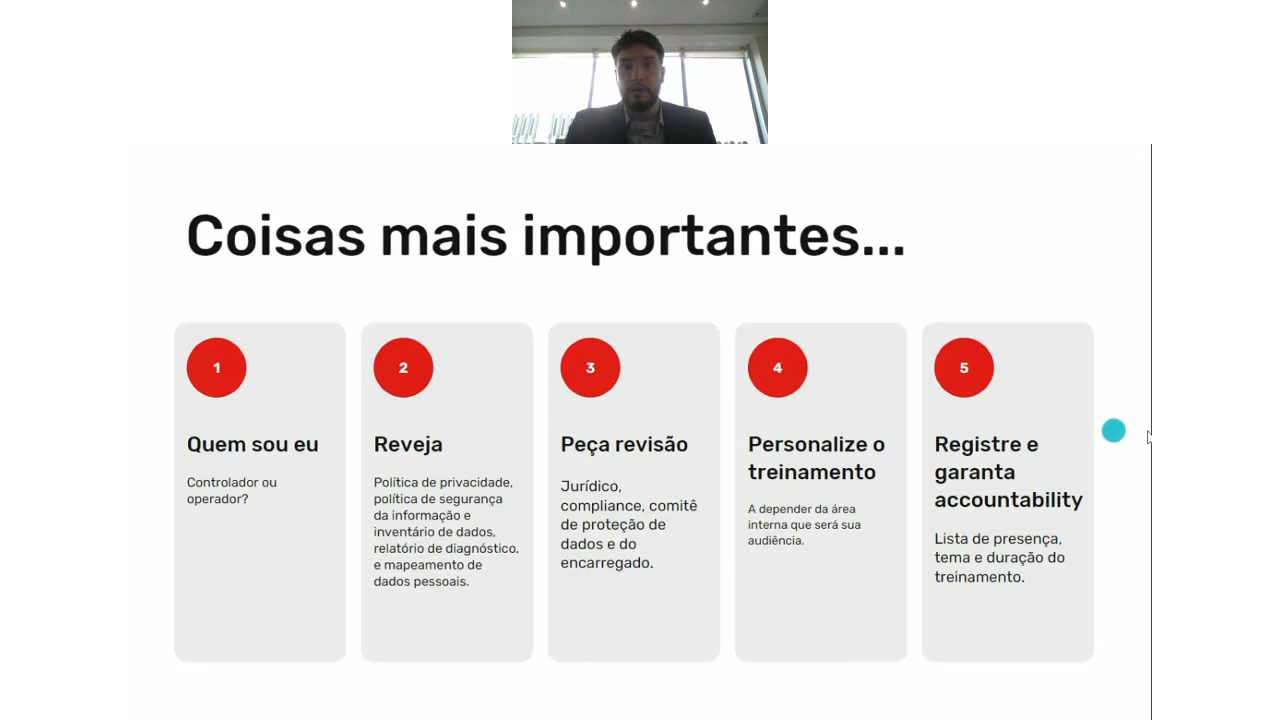 Coisas mais importantes...
1
Quem sou eu
Controlador ou
operador?
2
Reveja
Política de privacidade,
política de segurança
da informação e
inventário de dados,
relatório de diagnóstico,
e mapeamento de
dados pessoais.
3
Peça revisão
Jurídico,
compliance, comitê
de proteção de
dados e do
encarregado.
4
Personalize o
treinamento
A depender da área
interna que será sua
audiência.
5
Registre e
garanta
accountability
Lista de presença,
tema e duração do
treinamento.